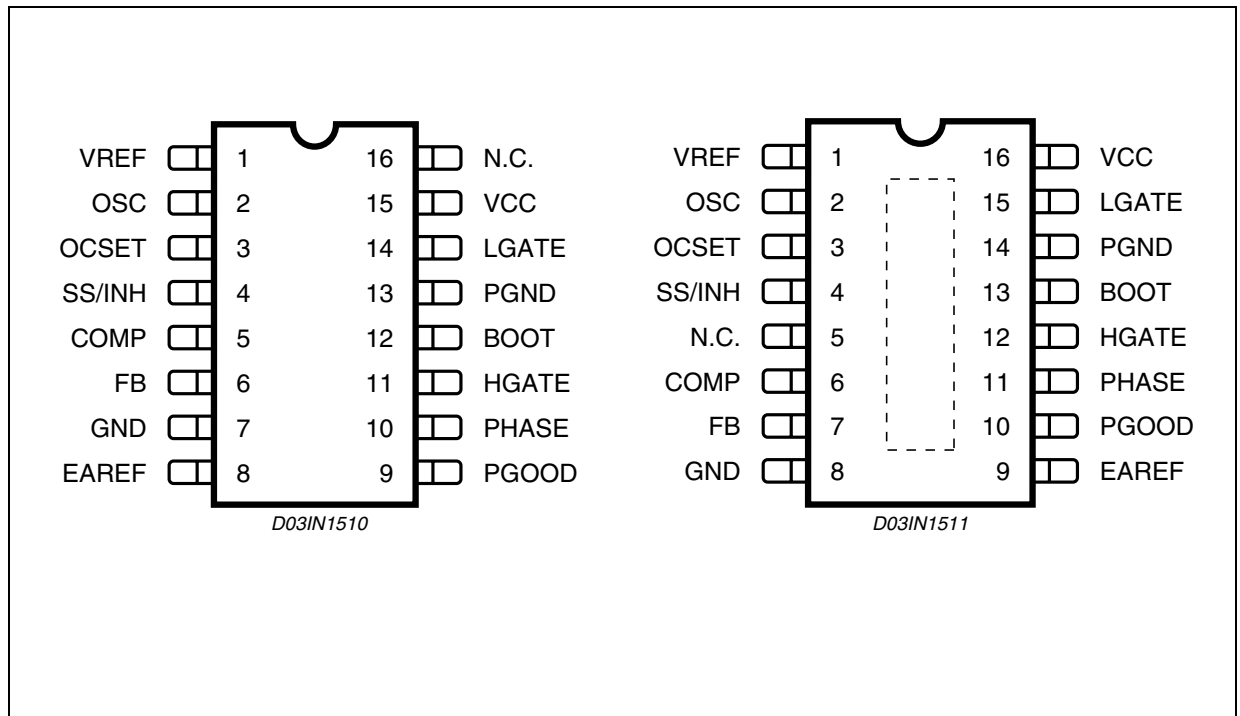 VREF 1 16 N.C.
OSC 2 15 VCC
OCSET 3 14 LGATE
SS/INH 4 13 PGND
COMP 5 12 BOOT
FB 6 11 HGATE
GND 7 10 PHASE
EAREF 8 9 PGOOD
D03IN1510
VREF 1 16 VCC
OSC 2 15 LGATE
OCSET 3 14 PGND
SS/INH 4 13 BOOT
N.C. 5 12 HGATE
COMP 6 11 PHASE
FB 7 10 PGOOD
GND 8 9 EAREF
D03IN1511